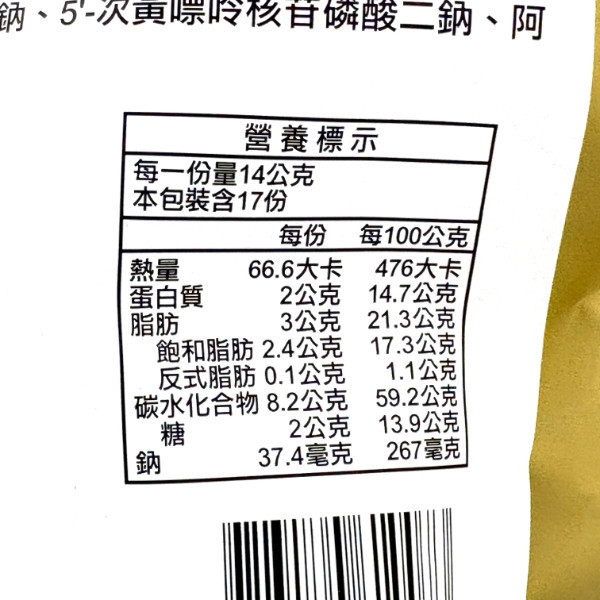 鈉、5'-次黃嘌呤核苷磷酸二鈉、阿
營養標示
每一份量14公克
本包裝含17份
每份 每100公克
熱量 66.6大卡 476大卡
蛋白質 2公克 14.7公克
脂肪 3公克 21.3公克
飽和脂肪 2.4公克 17.3公克
反式脂肪 0.1公克 1.1公克
碳水化合物 8.2公克 59.2公克
糖 2公克 13.9公克
鈉 37.4毫克 267毫克